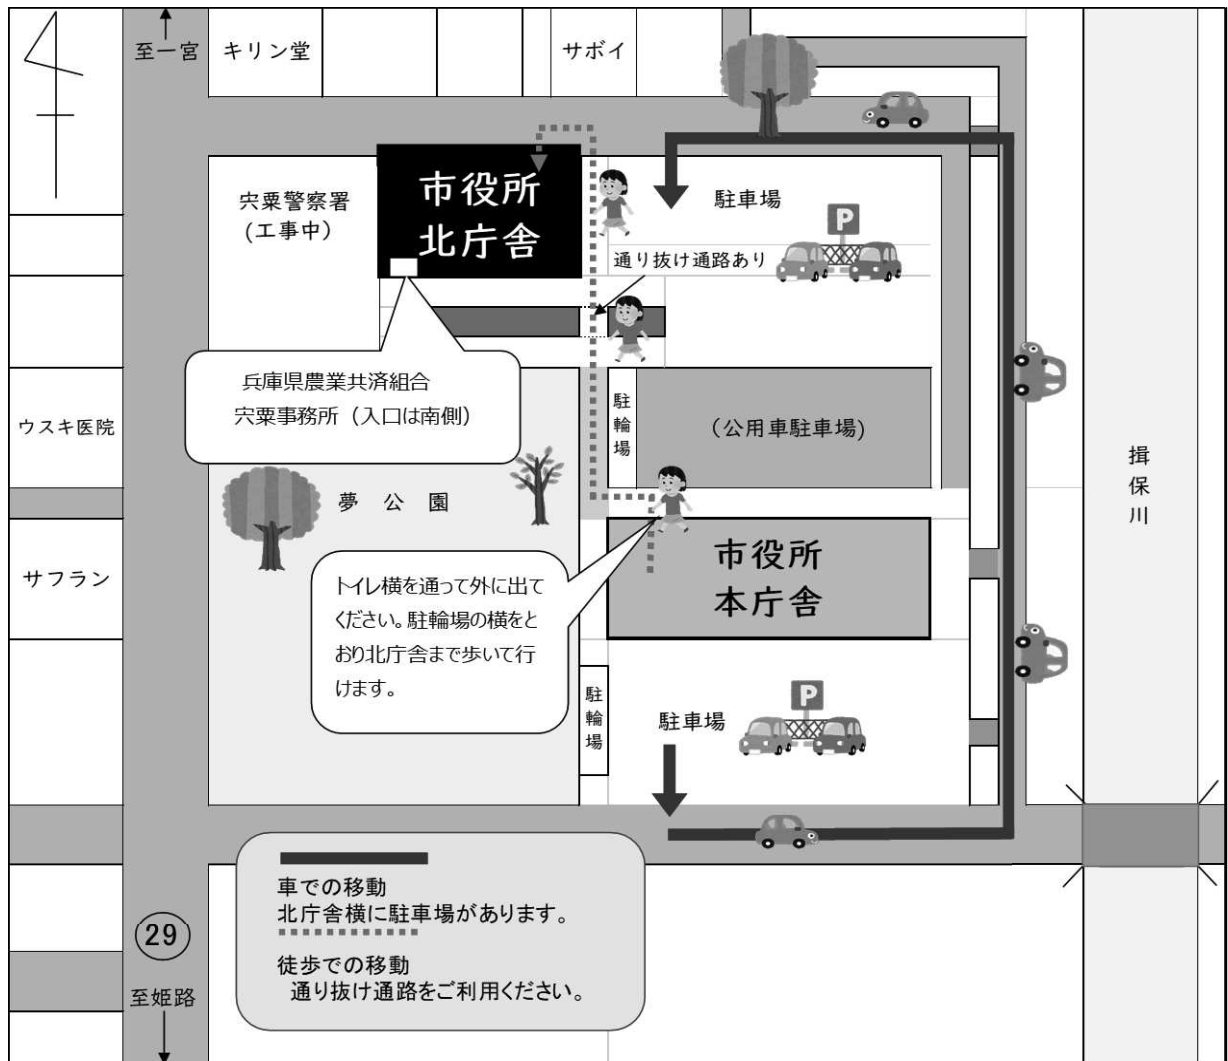 至一宮
キリン堂
サボイ
市役所
北庁舎
宍粟警察署
(工事中)
駐車場
P
通り抜け通路あり
兵庫県農業共済組合
宍粟事務所（入口は南側）
ウスキ医院
駐輪場
(公用車駐車場)
揖保川
夢 公 園
市役所
本庁舎
サフラン
トイレ横を通って外に出て
ください。駐輪場の横をと
おり北庁舎まで歩いて行
けます。
駐輪場
駐車場
P
車での移動
北庁舎横に駐車場があります。
徒歩での移動
通り抜け通路をご利用ください。
29
至姫路